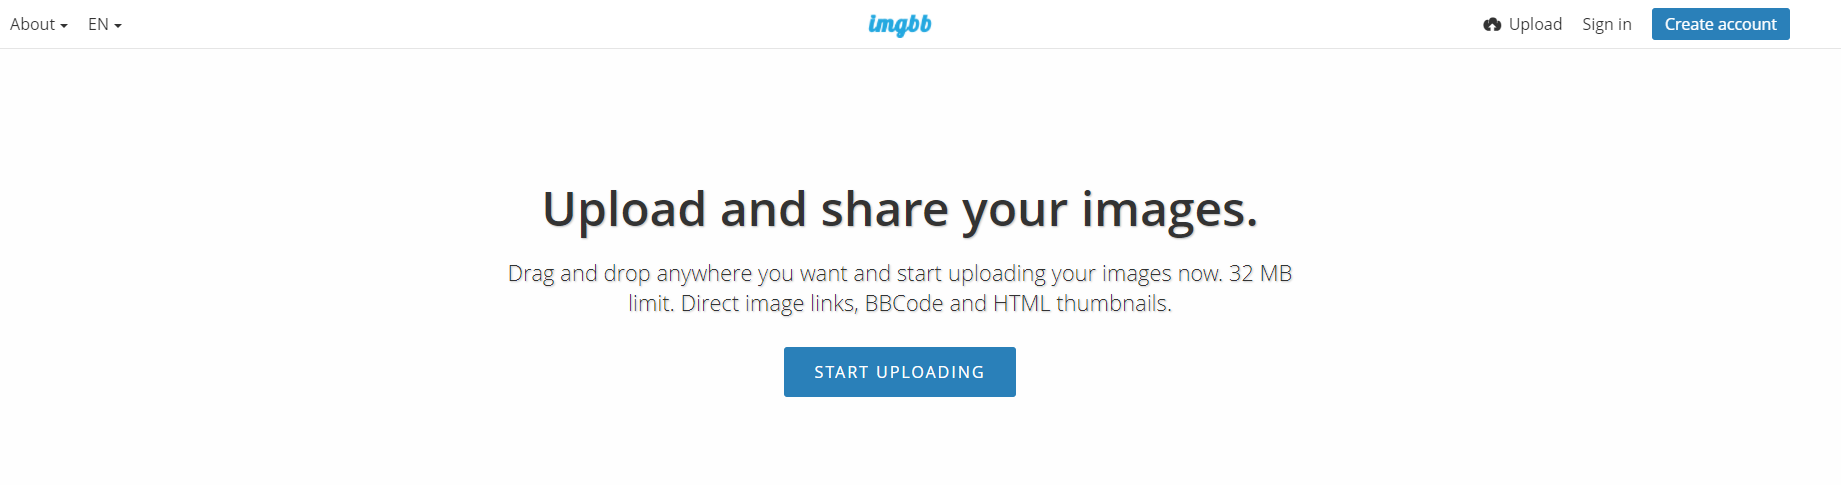 About EN imgbb Upload Sign in Create account
Upload and share your images.
Drag and drop anywhere you want and start uploading your images now. 32 MB
limit. Direct image links, BBCode and HTML thumbnails.
START UPLOADING